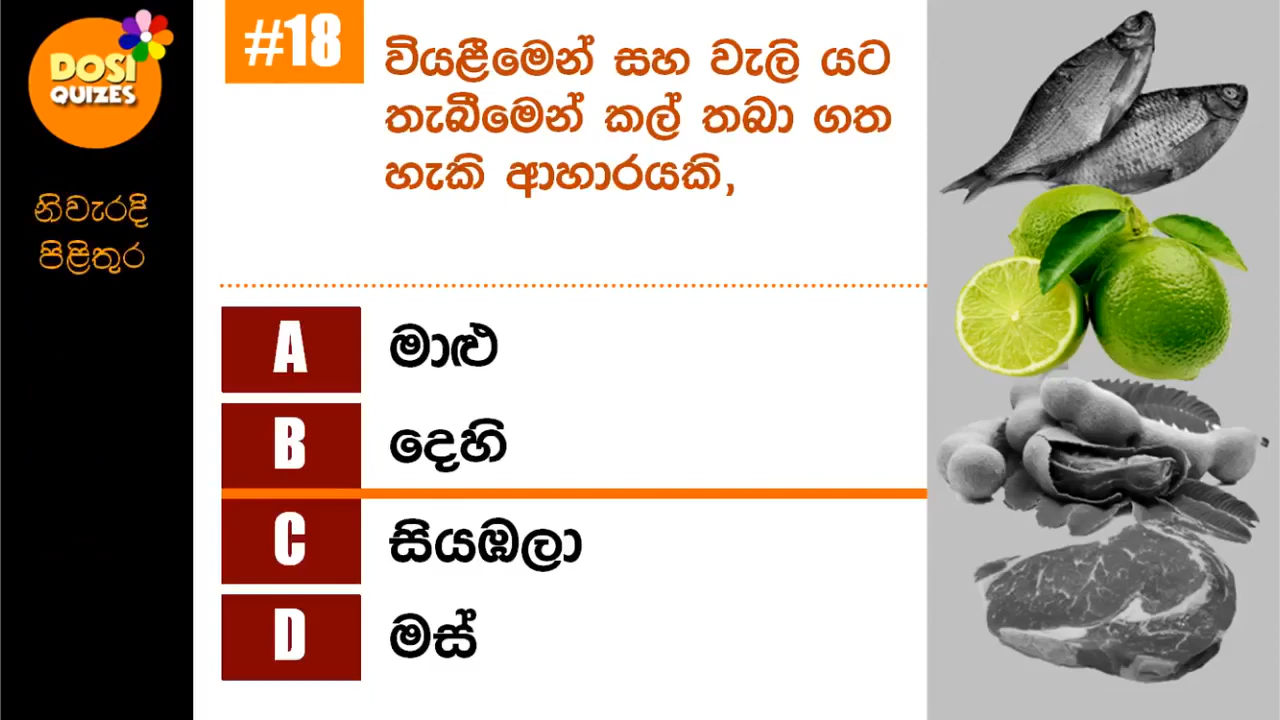 DOSI
QUIZES
නිවැරදි
පිළිතුර
#18
වියළීමෙන් සහ වැලි යට
තැබීමෙන් කල් තබා ගත
හැකි ආහාරයකි,
A මාළු
B දෙහි
C සියඹලා
D මස්